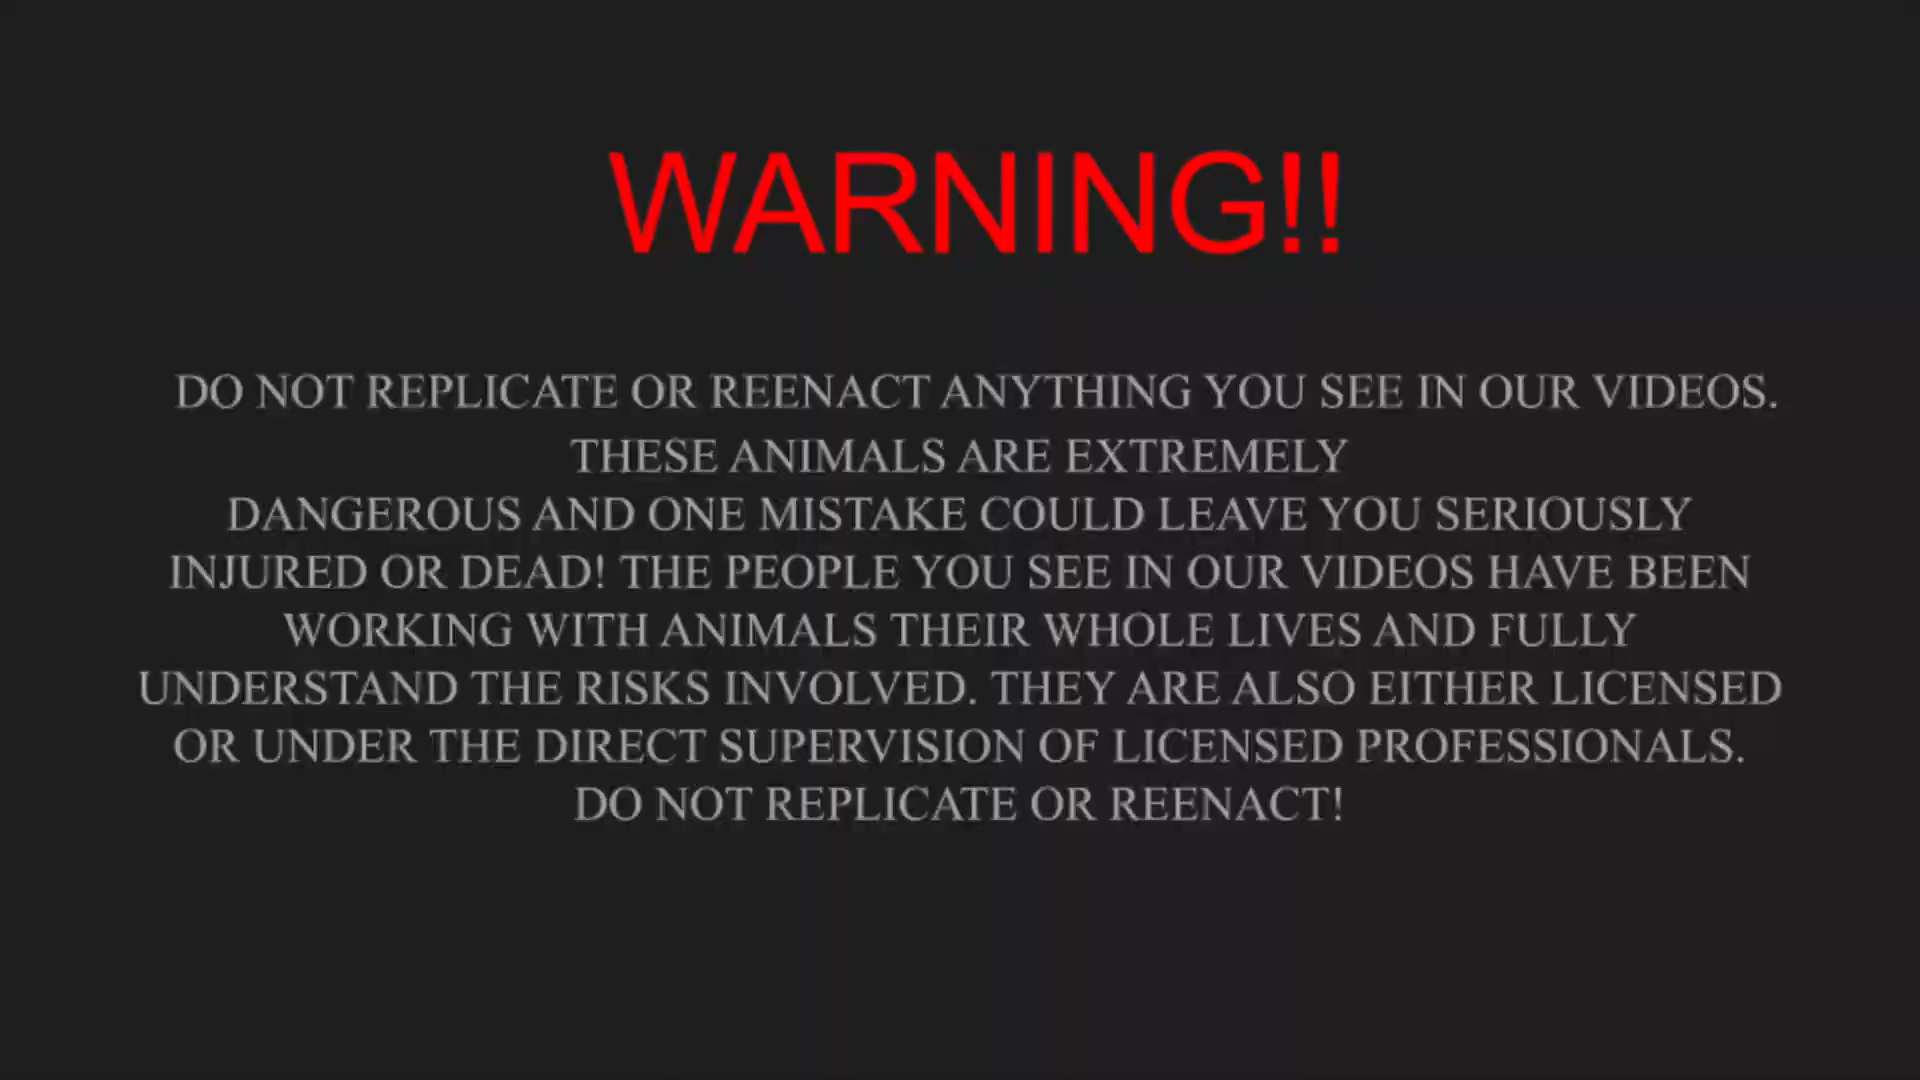 WARNING!!
DO NOT REPLICATE OR REENACT ANYTHING YOU SEE IN OUR VIDEOS.
THESE ANIMALS ARE EXTREMELY
DANGEROUS AND ONE MISTAKE COULD LEAVE YOU SERIOUSLY
INJURED OR DEAD! THE PEOPLE YOU SEE IN OUR VIDEOS HAVE BEEN
WORKING WITH ANIMALS THEIR WHOLE LIVES AND FULLY
UNDERSTAND THE RISKS INVOLVED. THEY ARE ALSO EITHER LICENSED
OR UNDER THE DIRECT SUPERVISION OF LICENSED PROFESSIONALS.
DO NOT REPLICATE OR REENACT!